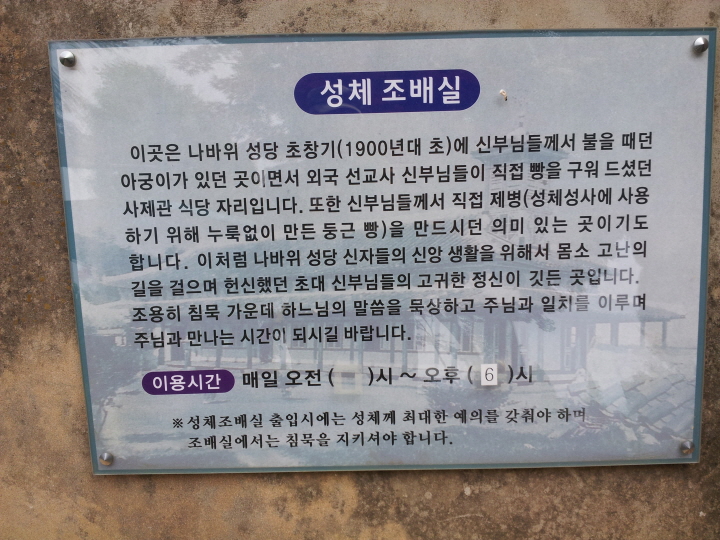 성체 조배실
이곳은 나바위 성당 초창기(1900년대 초)에 신부님들께서 불을 때던
아궁이가 있던 곳이면서 외국 선교사 신부님들이 직접 빵을 구워 드셨던
사제관 식당 자리입니다. 또한 신부님들께서 직접 제병(성체성사에 사용
하기 위해 누룩없이 만든 둥근 빵)을 만드시던 의미 있는 곳이기도
합니다. 이처럼 나바위 성당 신자들의 신앙 생활을 위해서 몸소 고난의
길을 걸으며 헌신했던 초대 신부님들의 고귀한 정신이 깃든 곳입니다.
조용히 침묵 가운데 하느님의 말씀을 묵상하고 주님과 일치를 이루며
주님과 만나는 시간이 되시길 바랍니다.
이용시간 매일 오전 ( )시 ~ 오후 ( 6 )시
※ 성체조배실 출입시에는 성체께 최대한 예의를 갖춰야 하며
조배실에서는 침묵을 지키셔야 합니다.